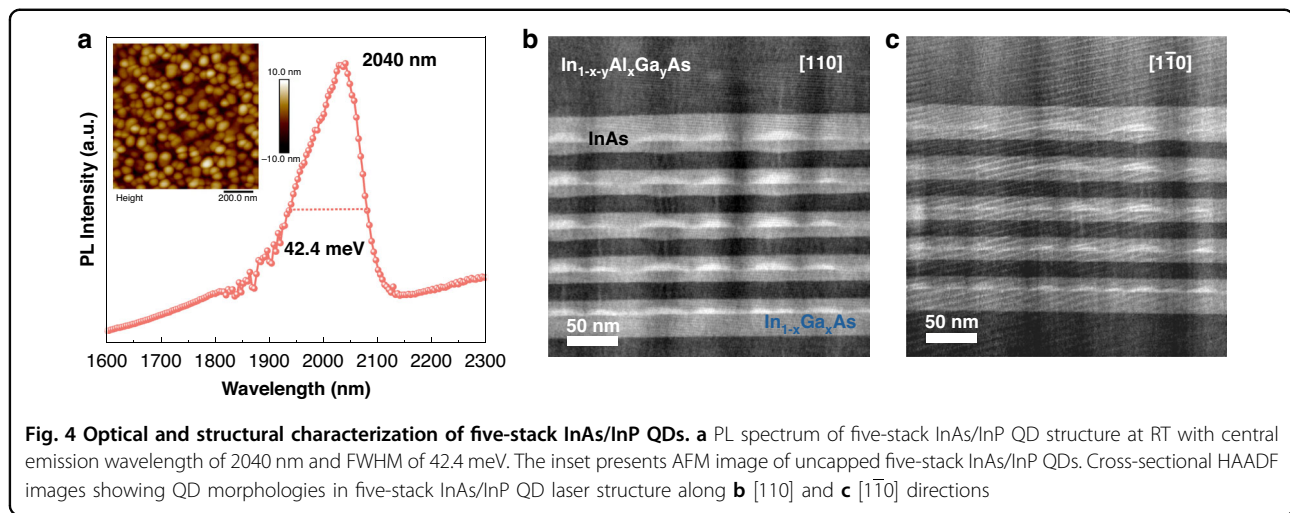 a
2040 nm
10.0 nm
–10.0 nm
Height
200.0 nm
42.4 meV
PL Intensity (a.u.)
1600 1700 1800 1900 2000 2100 2200 2300
Wavelength (nm)
b
In1-x-yAlxGayAs
[110]
InAs
In1-xGaxAs
50 nm
c
[11̅0]
50 nm
Fig. 4 Optical and structural characterization of five-stack InAs/InP QDs. a PL spectrum of five-stack InAs/InP QD structure at RT with central
emission wavelength of 2040 nm and FWHM of 42.4 meV. The inset presents AFM image of uncapped five-stack InAs/InP QDs. Cross-sectional HAADF
images showing QD morphologies in five-stack InAs/InP QD laser structure along b [110] and c [11̅0] directions